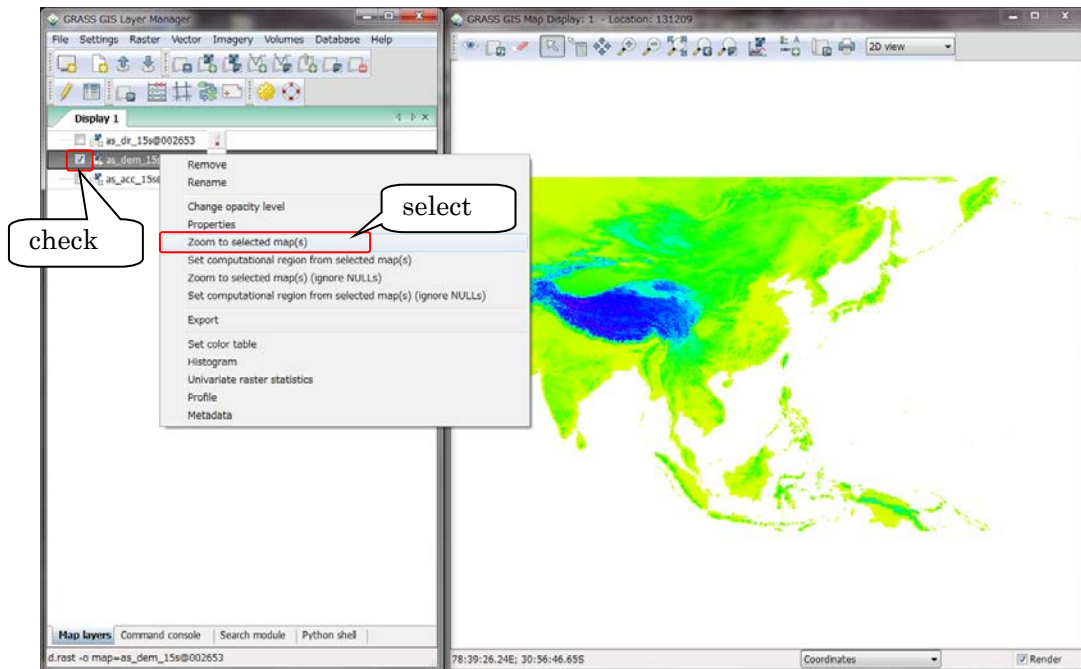 GRASS GIS Layer Manager
File Settings Raster Vector Imagery Volumes Database Help
Display 1
as_dir_15s@002653
as_dem_15s
as_acc_15s@
check
Remove
Rename
Change opacity level
Properties
Zoom to selected map(s)
select
Set computational region from selected map(s)
Zoom to selected map(s) (ignore NULLs)
Set computational region from selected map(s) (ignore NULLs)
Export
Set color table
Histogram
Univariate raster statistics
Profile
Metadata
Map layers Command console Search module Python shell
d.rast -o map=as_dem_15s@002653
GRASS GIS Map Display: 1 - Location: 131209
2D view
78:39:26.24E; 30:56:46.65S
Coordinates
Render